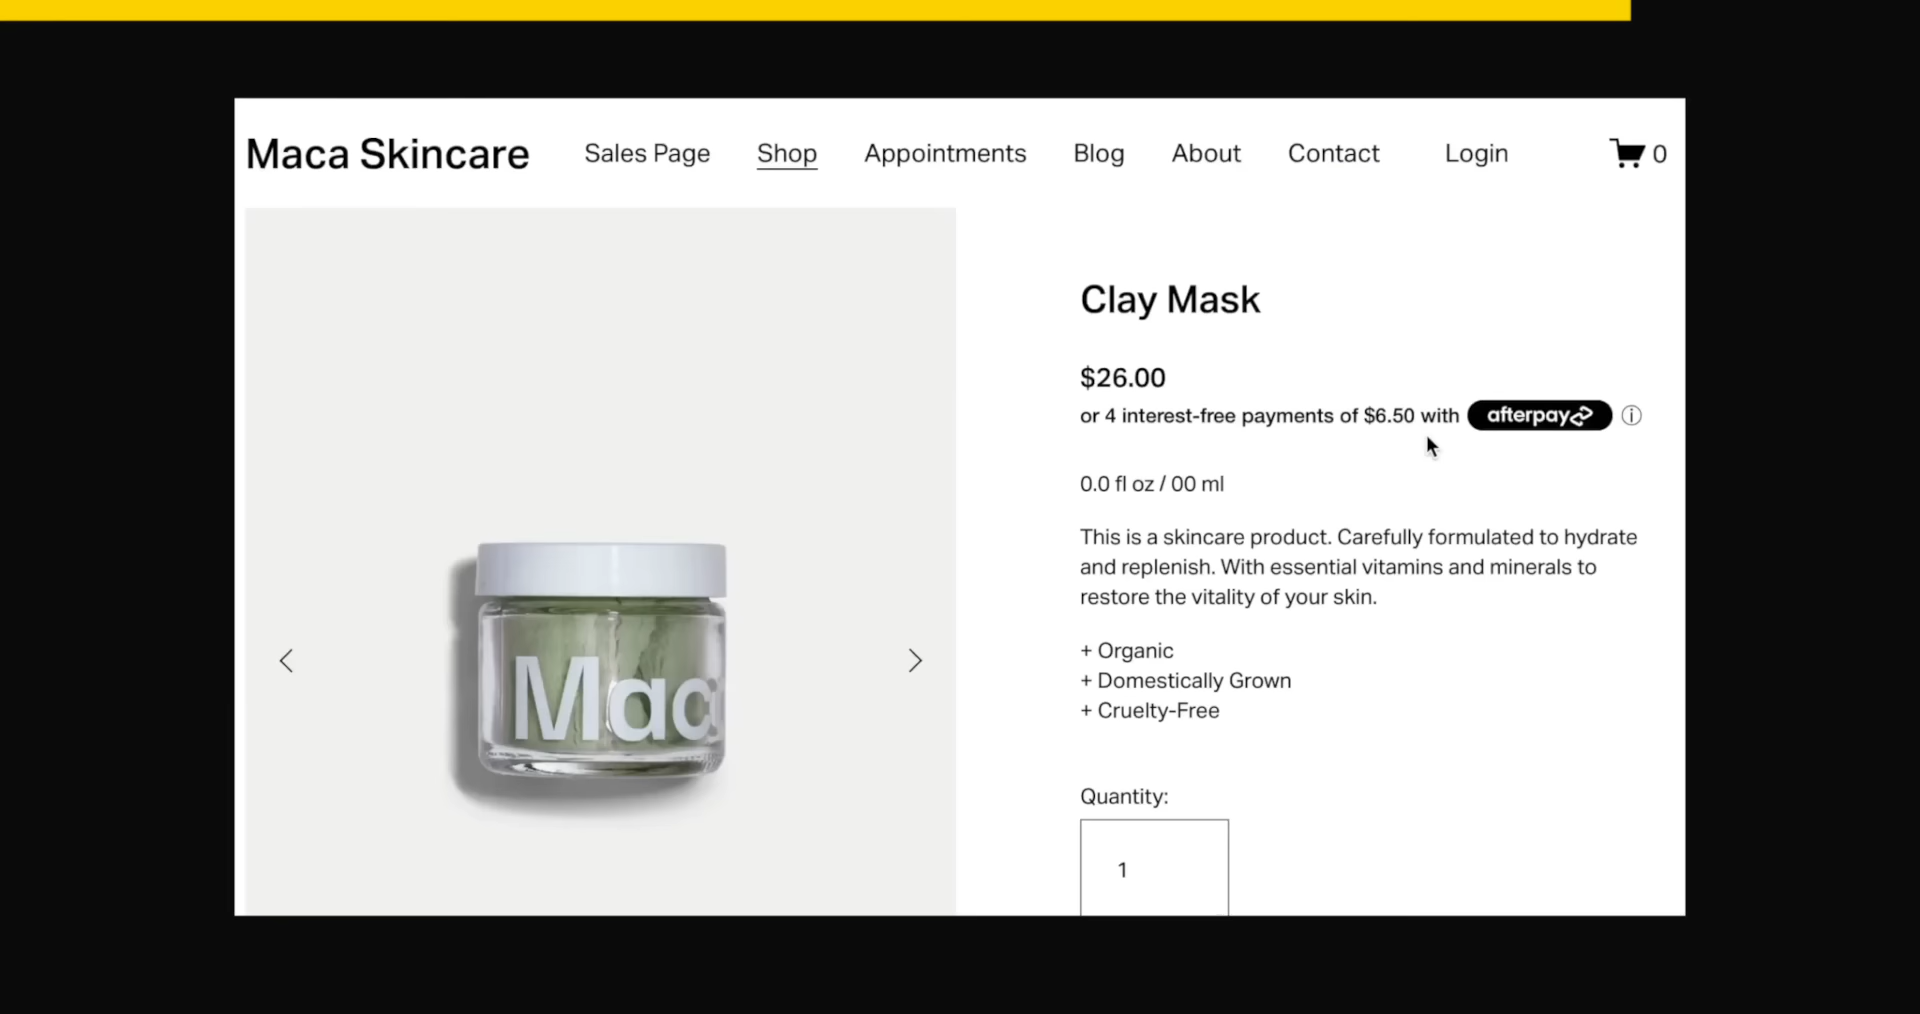 Maca Skincare Sales Page Shop Appointments Blog About Contact Login 0
Clay Mask
$26.00
or 4 interest-free payments of $6.50 with afterpay
0.0 fl oz / 00 ml
This is a skincare product. Carefully formulated to hydrate
and replenish. With essential vitamins and minerals to
restore the vitality of your skin.
+ Organic
+ Domestically Grown
+ Cruelty-Free
Maca
Quantity:
1